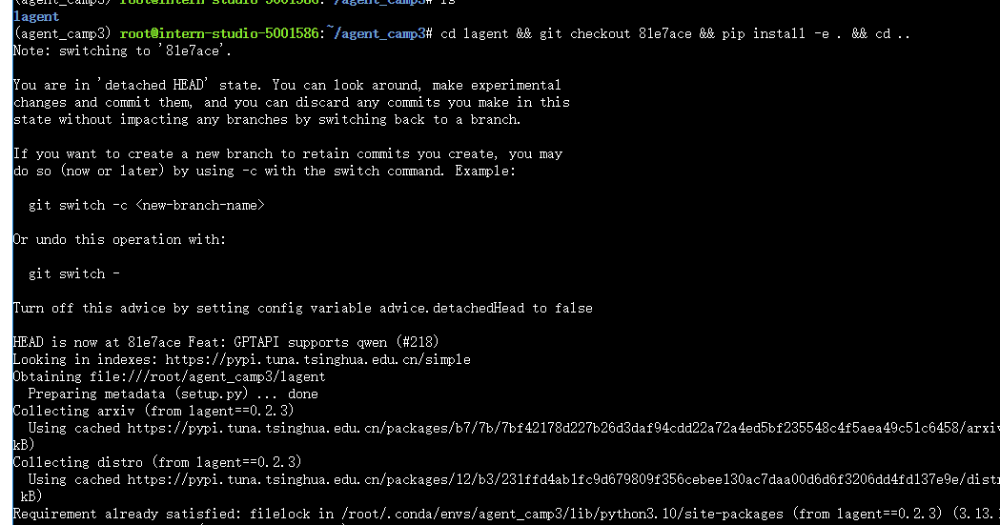 (agent_camp3) root@intern-studio-5001586:~/agent_camp3# ls
lagent
(agent_camp3) root@intern-studio-5001586:~/agent_camp3# cd lagent && git checkout 81e7ace && pip install -e . && cd ..
Note: switching to '81e7ace'.
You are in 'detached HEAD' state. You can look around, make experimental
changes and commit them, and you can discard any commits you make in this
state without impacting any branches by switching back to a branch.
If you want to create a new branch to retain commits you create, you may
do so (now or later) by using -c with the switch command. Example:
git switch -c <new-branch-name>
Or undo this operation with:
git switch -
Turn off this advice by setting config variable advice.detachedHead to false
HEAD is now at 81e7ace Feat: GPTAPI supports qwen (#218)
Looking in indexes: https://pypi.tuna.tsinghua.edu.cn/simple
Obtaining file:///root/agent_camp3/lagent
Preparing metadata (setup.py) ... done
Collecting arxiv (from lagent==0.2.3)
Using cached https://pypi.tuna.tsinghua.edu.cn/packages/b7/7b/7bf42178d227b26d3daf94cdd22a72a4ed5bf235548c4f5aea49c51c6458/arxiv
kB)
Collecting distro (from lagent==0.2.3)
Using cached https://pypi.tuna.tsinghua.edu.cn/packages/12/b3/231ffd4ab1fc9d679809f356cebee130ac7daa00d6d6f3206dd4fd137e9e/distr
kB)
Requirement already satisfied: filelock in /root/.conda/envs/agent_camp3/lib/python3.10/site-packages (from lagent==0.2.3) (3.13.